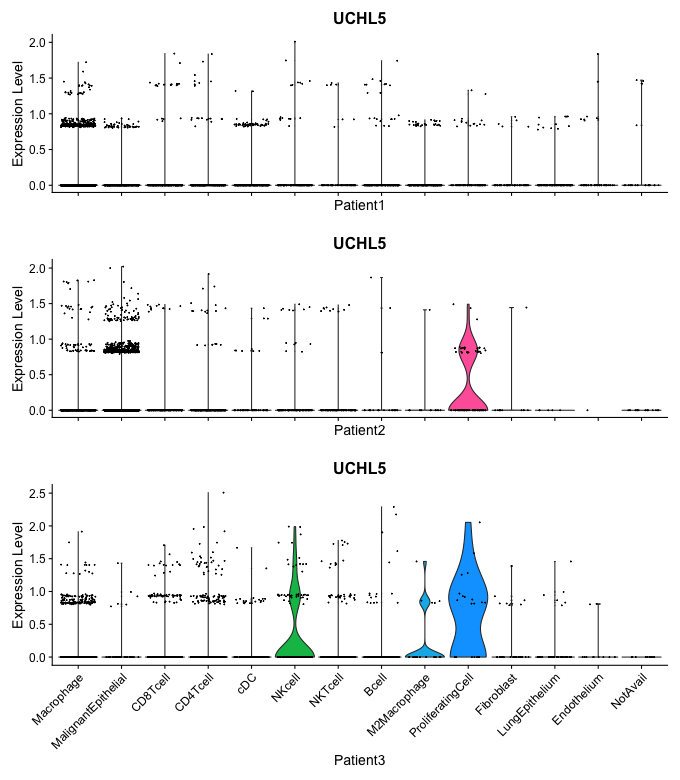 UCHL5
Expression Level
2.0
1.5
1.0
0.5
0.0
Patient1
UCHL5
Expression Level
2.0
1.5
1.0
0.5
0.0
Patient2
UCHL5
Expression Level
2.5
2.0
1.5
1.0
0.5
0.0
Macrophage
MalignantEpithelial
CD8Tcell
CD4Tcell
cDC
NKcell
NKTcell
Bcell
M2Macrophage
ProliferatingCell
Fibroblast
LungEpithelium
Endothelium
NotAvail
Patient3